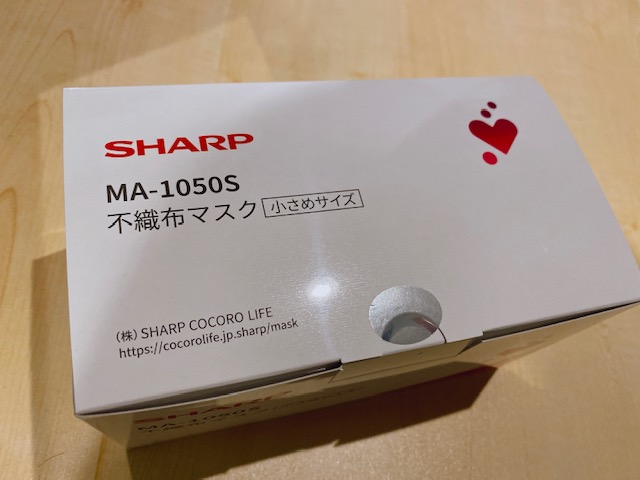 SHARP
MA-1050S
不織布マスク 小さめサイズ
(株) SHARP COCORO LIFE
https://cocorolife.jp.sharp/mask
SHARP
MA-1050S